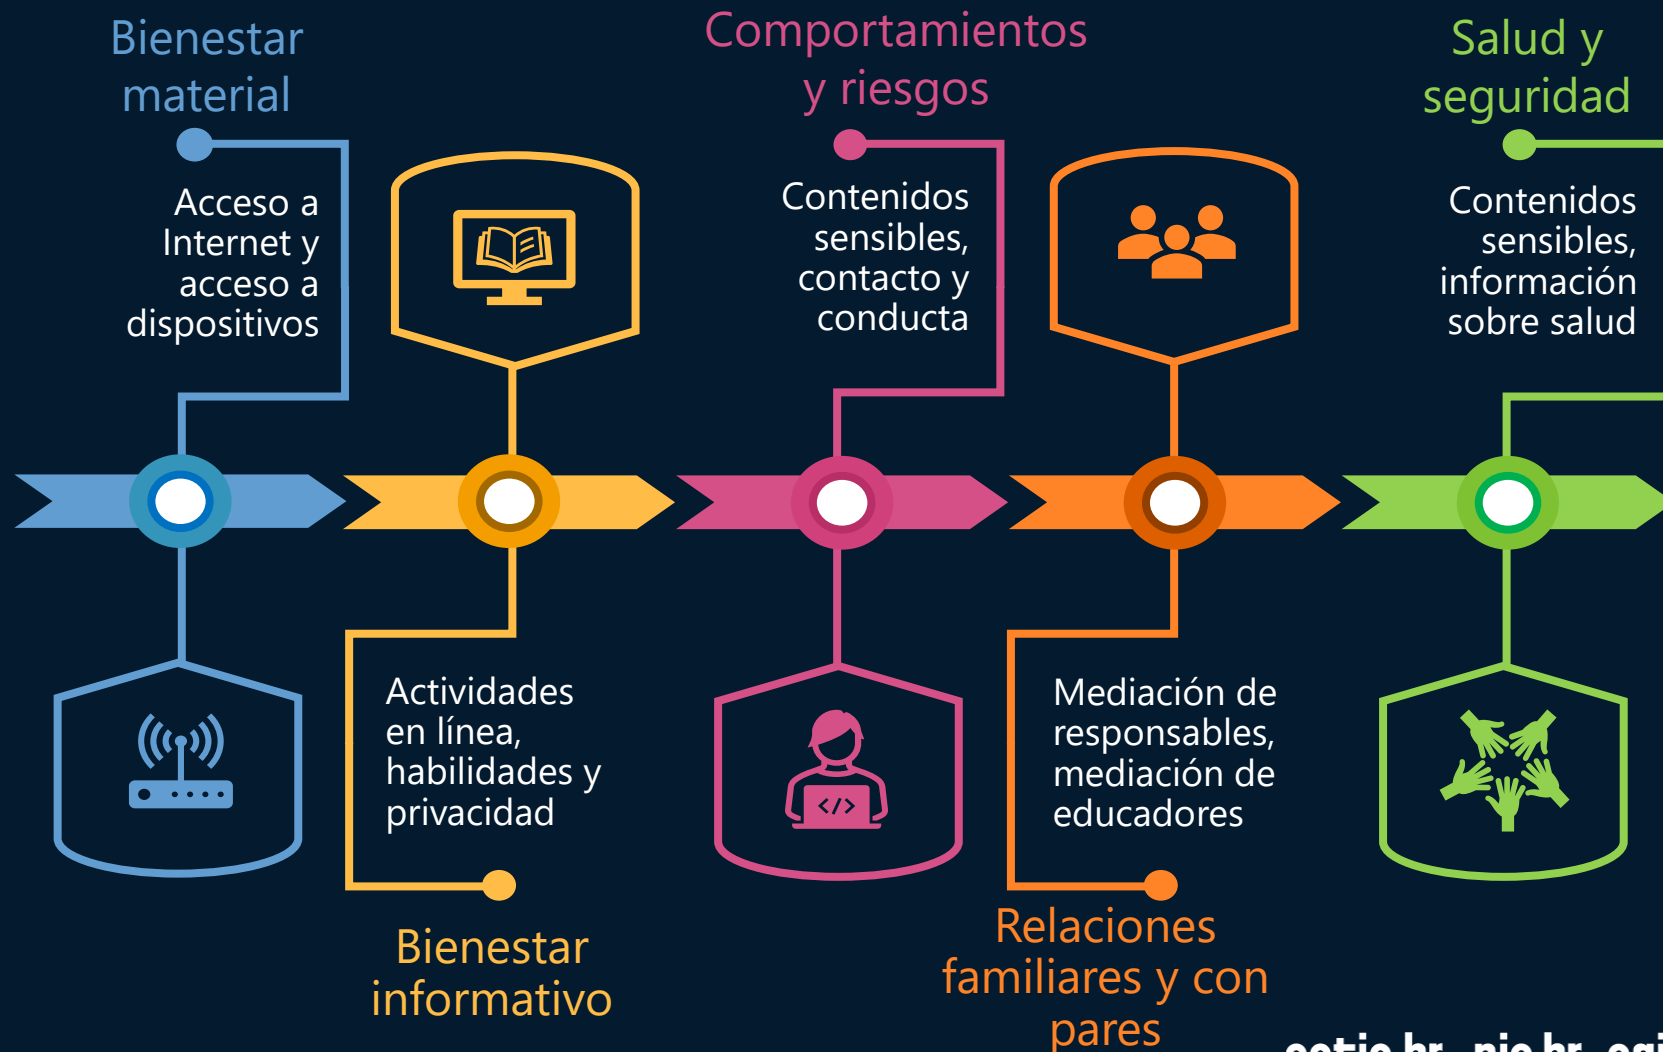 Bienestar
material
Acceso a
Internet y
acceso a
dispositivos
Actividades
en línea,
habilidades y
privacidad
Bienestar
informativo
Comportamientos
y riesgos
Contenidos
sensibles,
contacto y
conducta
</>
Mediación de
responsables,
mediación de
educadores
Relaciones
familiares y con
pares
Salud y
seguridad
Contenidos
sensibles,
información
sobre salud